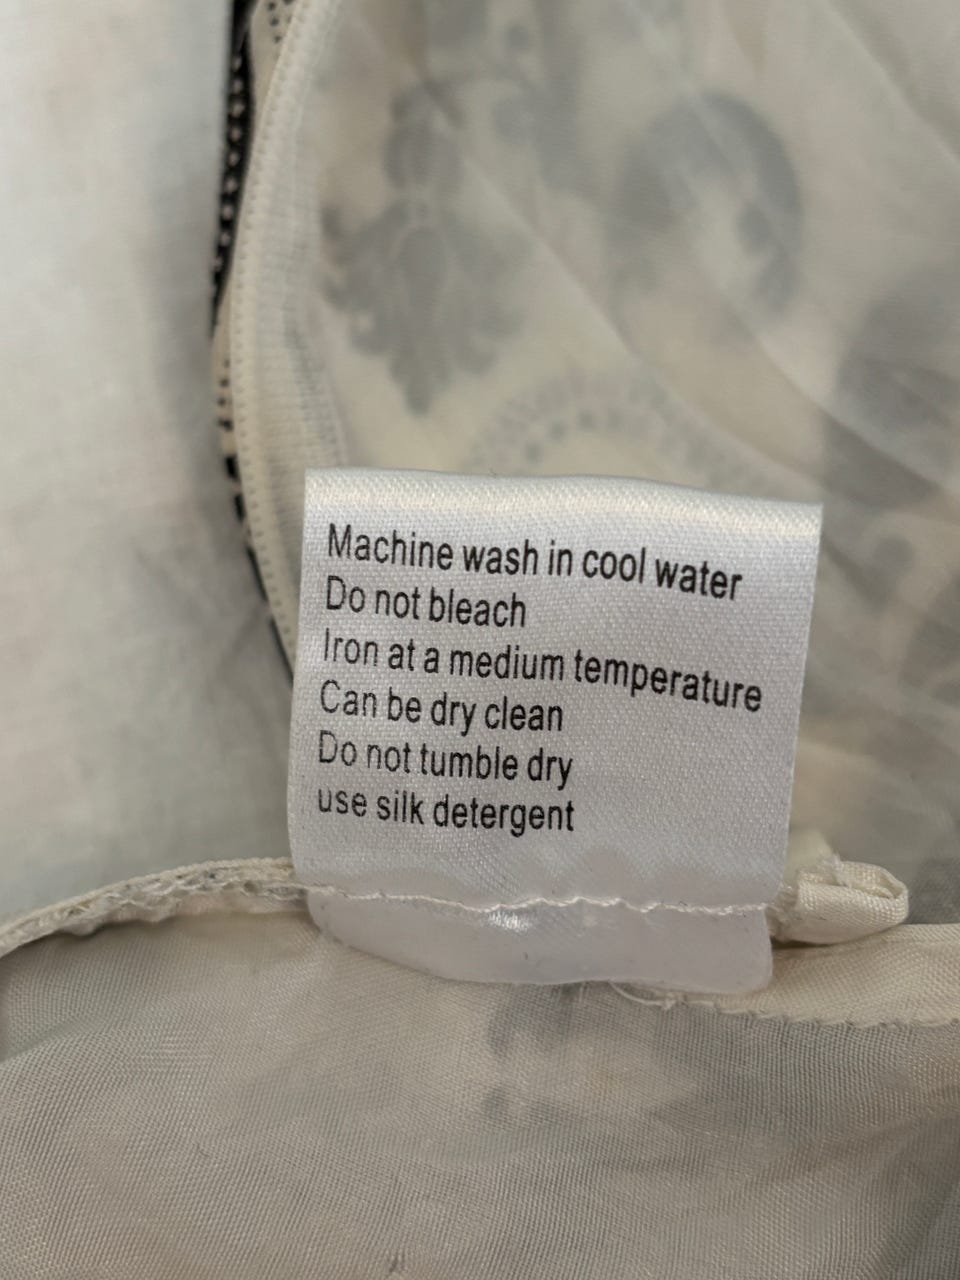 Machine wash in cool water
Do not bleach
Iron at a medium temperature
Can be dry clean
Do not tumble dry
use silk detergent